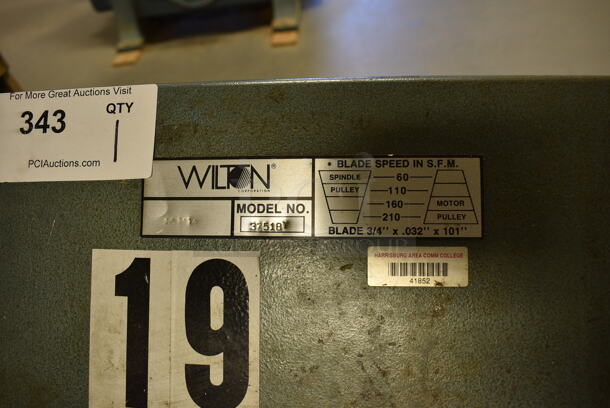 For More Great Auctions Visit
343
QTY
1
PCIAuctions.com
WILTON®
CORPORATION
MODEL NO.
• BLADE SPEED IN S.F.M.
SPINDLE
PULLEY
60
110
160
210
MOTOR
PULLEY
BLADE 3/4" x .032" x 101"
HARRISBURG AREA COMM COLLEGE
41852
19